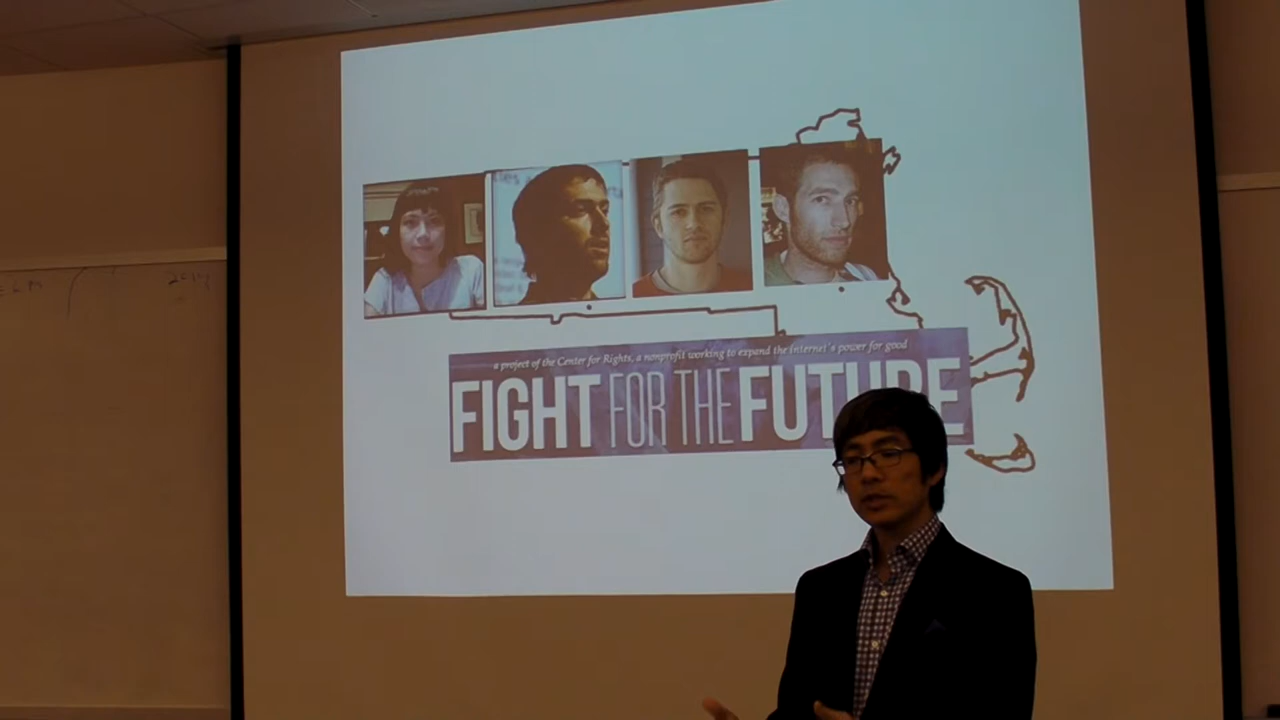 a project of the Center for Rights, a nonprofit working to expand the internet's power for good
FIGHT FOR THE FUTURE